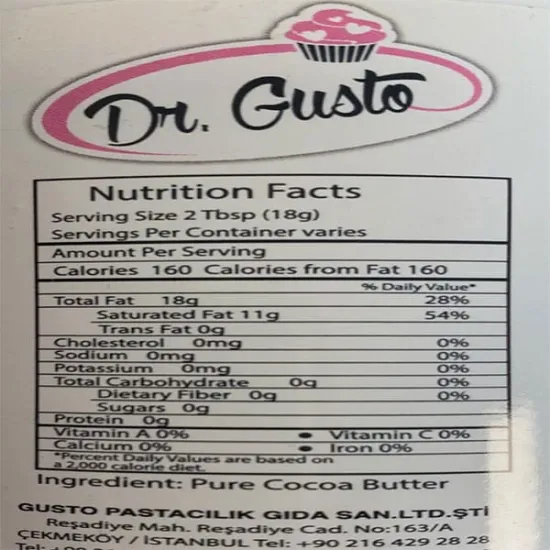 Dr. Gusto
Nutrition Facts
Serving Size 2 Tbsp (18g)
Servings Per Container varies
Amount Per Serving
Calories 160 Calories from Fat 160
% Daily Value*
Total Fat 18g 28%
Saturated Fat 11g 54%
Trans Fat 0g
Cholesterol 0mg 0%
Sodium 0mg 0%
Potassium 0mg 0%
Total Carbohydrate 0g 0%
Dietary Fiber 0g 0%
Sugars 0g
Protein 0g
Vitamin A 0% • Vitamin C 0%
Calcium 0% • Iron 0%
*Percent Daily Values are based on
a 2,000 calorie diet.
Ingredient: Pure Cocoa Butter
GUSTO PASTACILIK GIDA SAN.LTD.ŞTİ
Reşadiye Mah. Reşadiye Cad. No:163/A
ÇEKMEKÖY / İSTANBUL Tel: +90 216 429 28 28